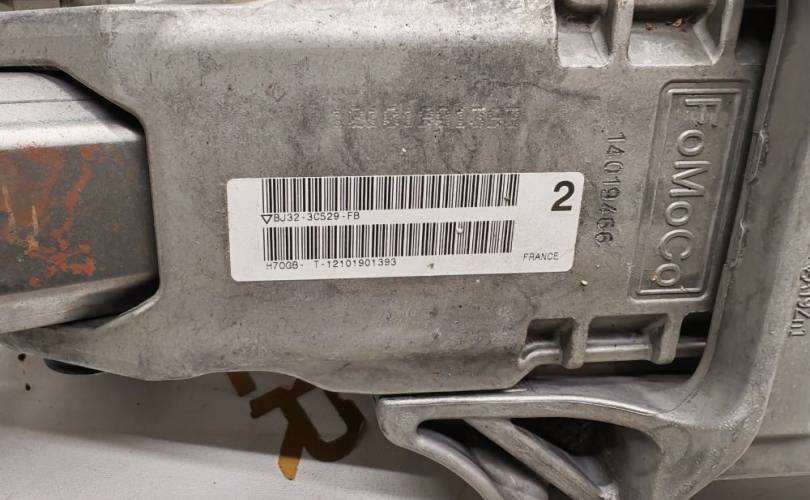 BJ32-3C529-FB
2
H70GB- T-12101901393
FRANCE
14019466
FoMoCo